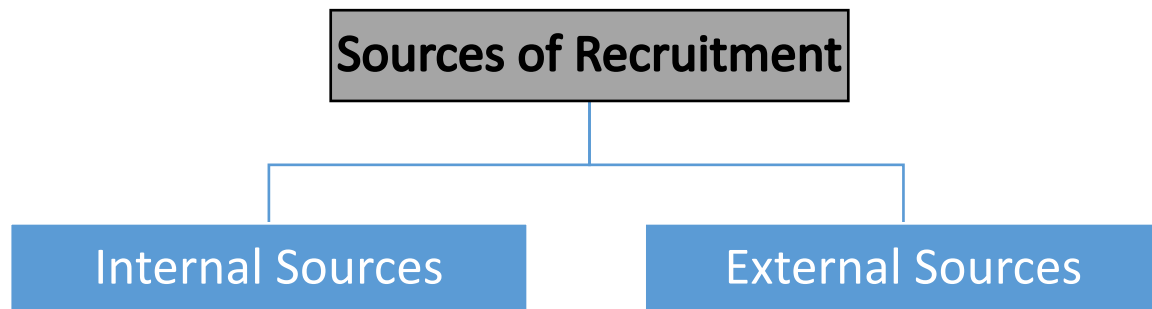 Sources of Recruitment
Internal Sources
External Sources